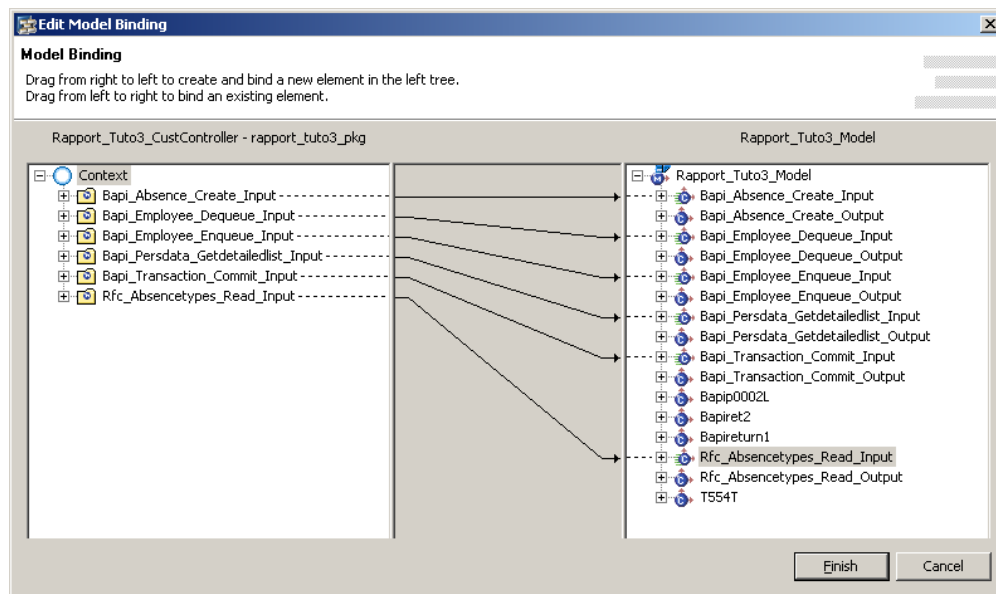 Edit Model Binding
Model Binding
Drag from right to left to create and bind a new element in the left tree.
Drag from left to right to bind an existing element.
Rapport_Tuto3_CustController - rapport_tuto3_pkg
Rapport_Tuto3_Model
Context
Bapi_Absence_Create_Input
Bapi_Employee_Dequeue_Input
Bapi_Employee_Enqueue_Input
Bapi_Persdata_Getdetailedlist_Input
Bapi_Transaction_Commit_Input
Rfc_Absencetypes_Read_Input
Rapport_Tuto3_Model
Bapi_Absence_Create_Input
Bapi_Absence_Create_Output
Bapi_Employee_Dequeue_Input
Bapi_Employee_Dequeue_Output
Bapi_Employee_Enqueue_Input
Bapi_Employee_Enqueue_Output
Bapi_Persdata_Getdetailedlist_Input
Bapi_Persdata_Getdetailedlist_Output
Bapi_Transaction_Commit_Input
Bapi_Transaction_Commit_Output
Bapip0002L
Bapiret2
Bapireturn1
Rfc_Absencetypes_Read_Input
Rfc_Absencetypes_Read_Output
T554T
Finish
Cancel